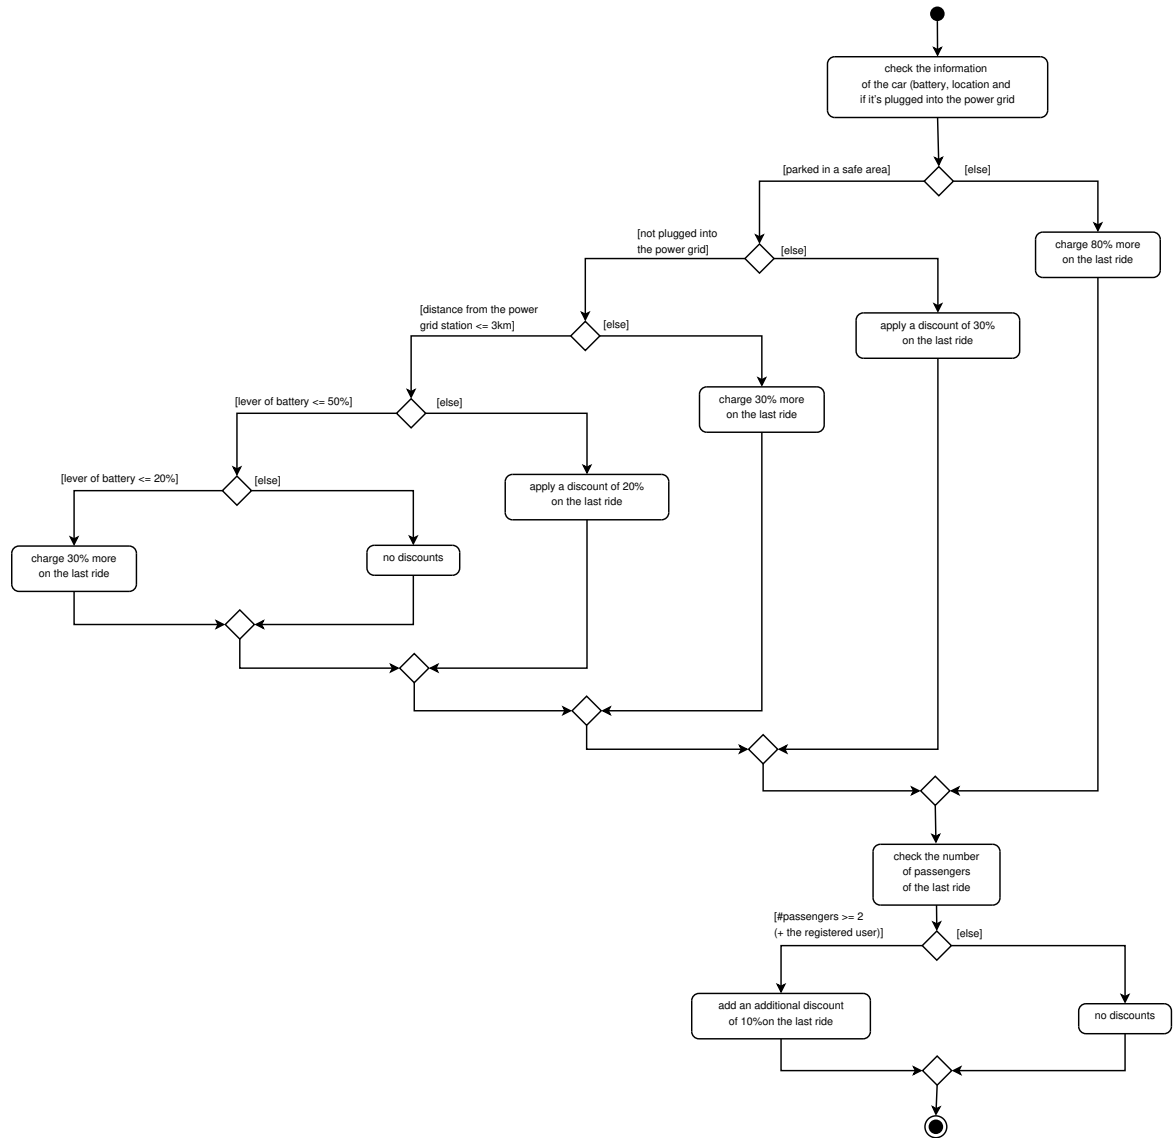 check the information
of the car (battery, location and
if it's plugged into the power grid
[parked in a safe area]
[else]
[not plugged into
the power grid]
[else]
charge 80% more
on the last ride
[distance from the power
grid station <= 3km]
[else]
apply a discount of 30%
on the last ride
[lever of battery <= 50%]
[else]
charge 30% more
on the last ride
[lever of battery <= 20%]
[else]
apply a discount of 20%
on the last ride
charge 30% more
on the last ride
no discounts
check the number
of passengers
of the last ride
[#passengers >= 2
(+ the registered user)]
[else]
add an additional discount
of 10%on the last ride
no discounts